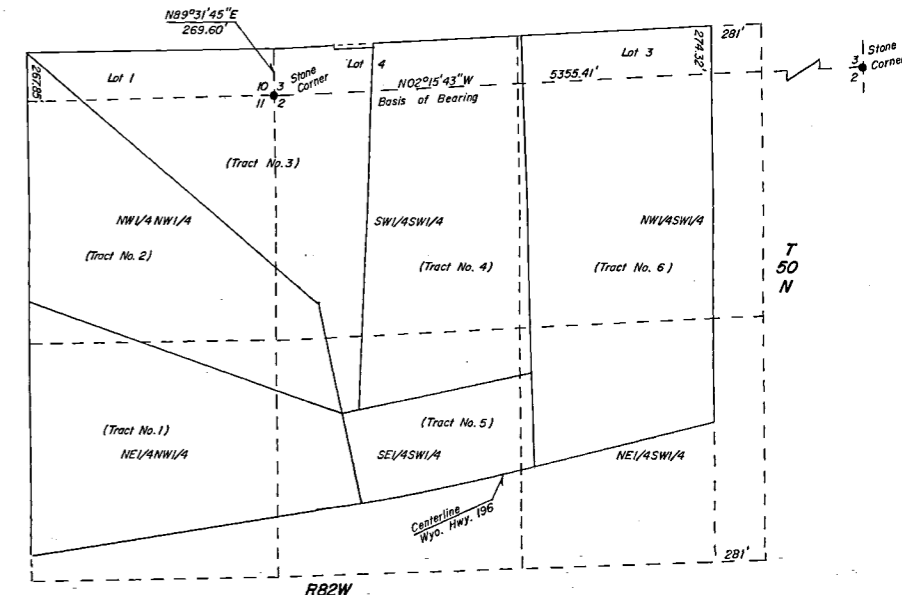 N89°31'45"E
269.60'
281'
Lot 1
Lot 4
Lot 3
274.32'
267.85'
Stone
Corner
10 3
11 2
N02°15'43"W
Basis of Bearing
5355.41'
3
2
Stone
Corner
(Tract No.3)
NW1/4NW1/4
SW1/4SW1/4
NW1/4SW1/4
(Tract No. 2)
(Tract No. 4)
(Tract No. 6)
T
50
N
(Tract No.1)
(Tract No. 5)
NE1/4NW1/4
SE1/4SW1/4
NE1/4SW1/4
Centerline
Wyo. Hwy. 196
281'
R82W